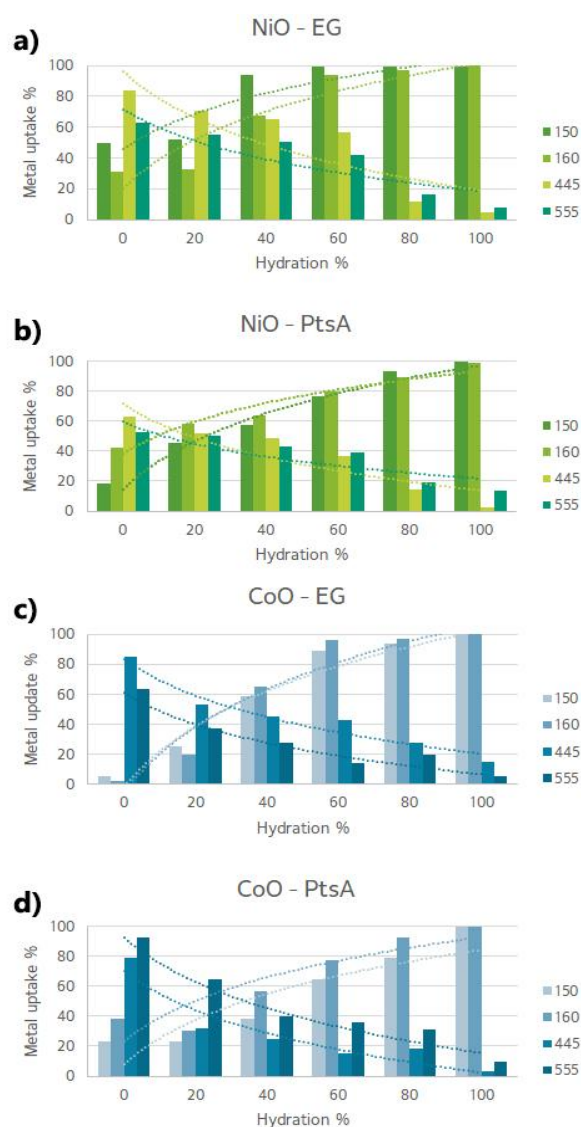 a)
NiO - EG
Metal uptake %
100
80
60
40
20
0
0 20 40 60 80 100
Hydration %
150
160
445
555
b)
NiO - PtsA
Metal uptake %
100
80
60
40
20
0
0 20 40 60 80 100
Hydration %
150
160
445
555
c)
CoO - EG
Metal update %
100
80
60
40
20
0
0 20 40 60 80 100
Hydration %
150
160
445
555
d)
CoO - PtsA
Metal uptake %
100
80
60
40
20
0
0 20 40 60 80 100
Hydration %
150
160
445
555